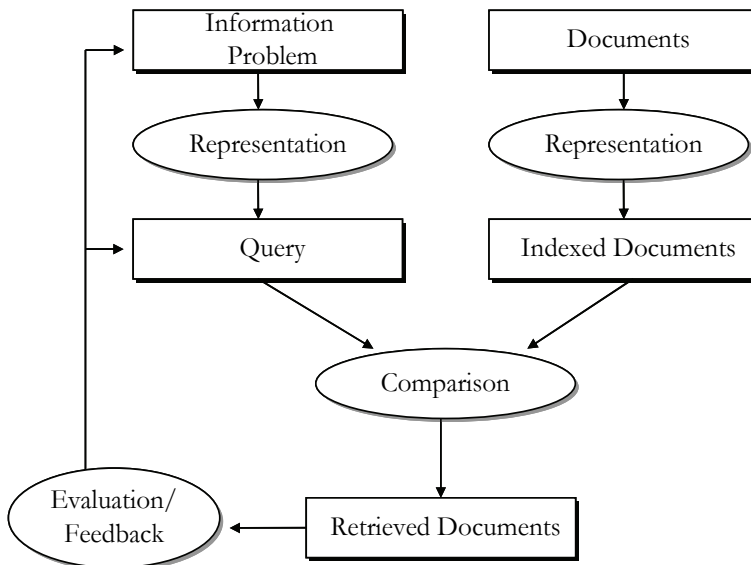 Information
Problem
Documents
Representation
Representation
Query
Indexed Documents
Comparison
Evaluation/
Feedback
Retrieved Documents